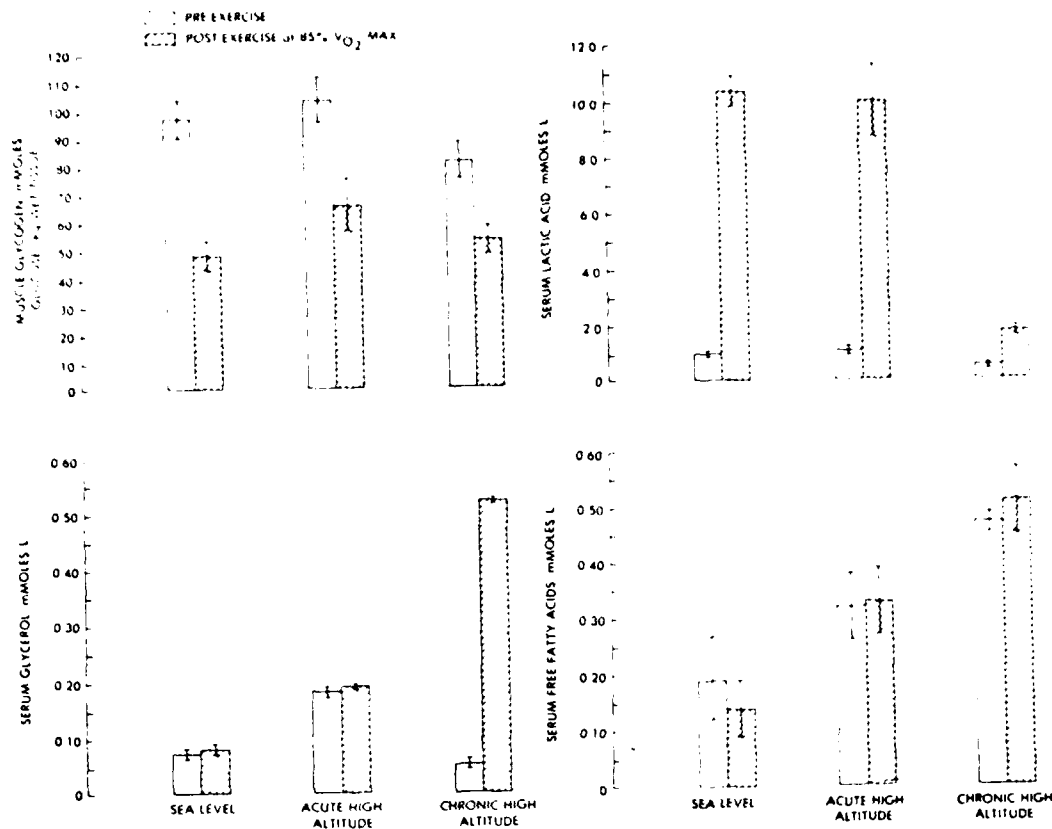 PRE EXERCISE
POST EXERCISE at 85% VO2 MAX
MUSCLE GLYCOGEN mMOLES
120
110
100
90
80
70
60
50
40
30
20
10
0
SERUM LACTIC ACID mMOLES L
12 0
10 0
8 0
6 0
4 0
2 0
0
SERUM GLYCEROL mMOLES L
0 60
0 50
0 40
0 30
0 20
0 10
0
SEA LEVEL
ACUTE HIGH
ALTITUDE
CHRONIC HIGH
ALTITUDE
SERUM FREE FATTY ACIDS mMOLES L
0 60
0 50
0 40
0 30
0 20
0 10
0
SEA LEVEL
ACUTE HIGH
ALTITUDE
CHRONIC HIGH
ALTITUDE